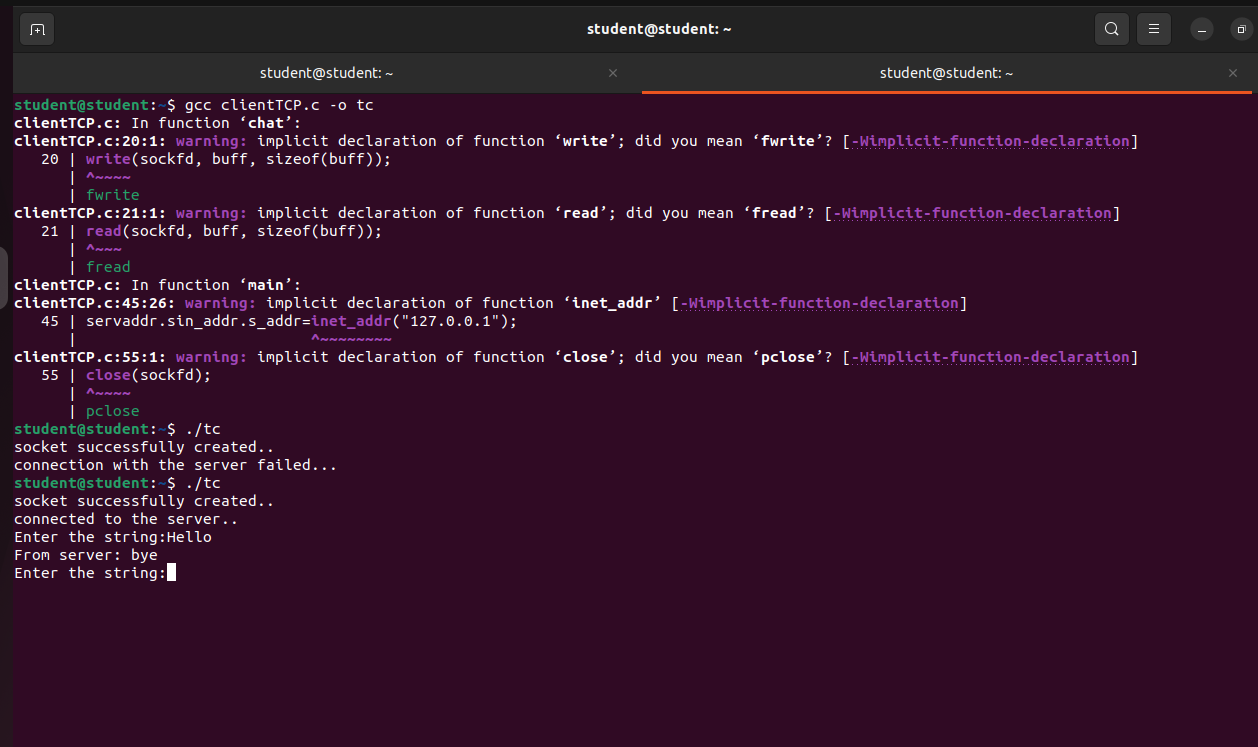 student@student: ~
student@student: ~ × student@student: ~ ×
student@student:~$ gcc clientTCP.c -o tc
clientTCP.c: In function ‘chat’:
clientTCP.c:20:1: warning: implicit declaration of function ‘write’; did you mean ‘fwrite’? [-Wimplicit-function-declaration]
   20 | write(sockfd, buff, sizeof(buff));
      | ^~~~~
      | fwrite
clientTCP.c:21:1: warning: implicit declaration of function ‘read’; did you mean ‘fread’? [-Wimplicit-function-declaration]
   21 | read(sockfd, buff, sizeof(buff));
      | ^~~~
      | fread
clientTCP.c: In function ‘main’:
clientTCP.c:45:26: warning: implicit declaration of function ‘inet_addr’ [-Wimplicit-function-declaration]
   45 | servaddr.sin_addr.s_addr=inet_addr("127.0.0.1");
      |                          ^~~~~~~~~
clientTCP.c:55:1: warning: implicit declaration of function ‘close’; did you mean ‘pclose’? [-Wimplicit-function-declaration]
   55 | close(sockfd);
      | ^~~~~
      | pclose
student@student:~$ ./tc
socket successfully created..
connection with the server failed...
student@student:~$ ./tc
socket successfully created..
connected to the server..
Enter the string:Hello
From server: bye
Enter the string: